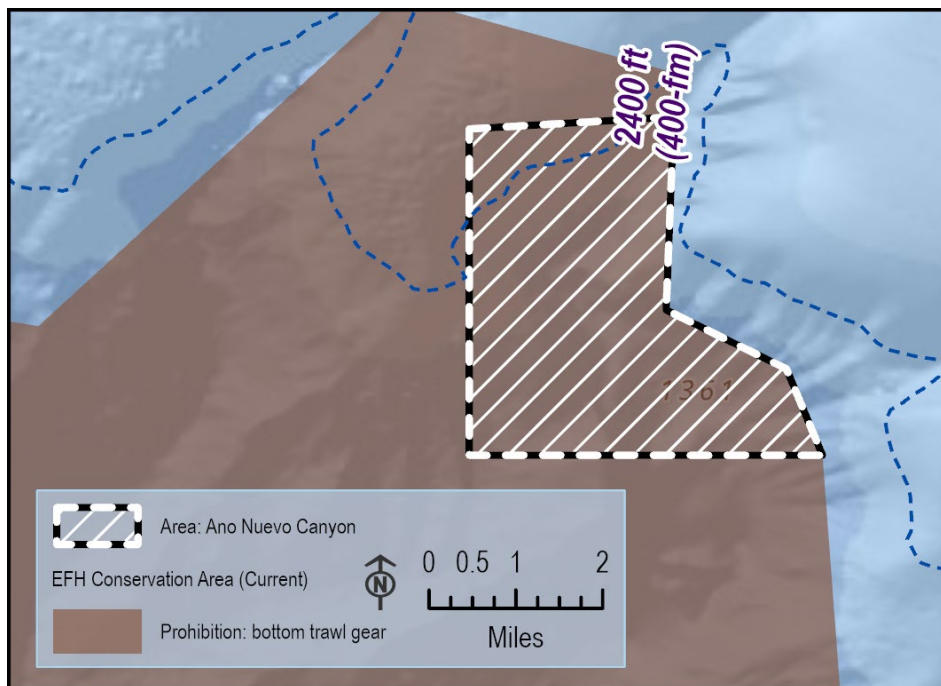 2400 ft
(400-fm)
1361
Area: Ano Nuevo Canyon
EFH Conservation Area (Current)
Prohibition: bottom trawl gear
N
0 0.5 1 2
Miles